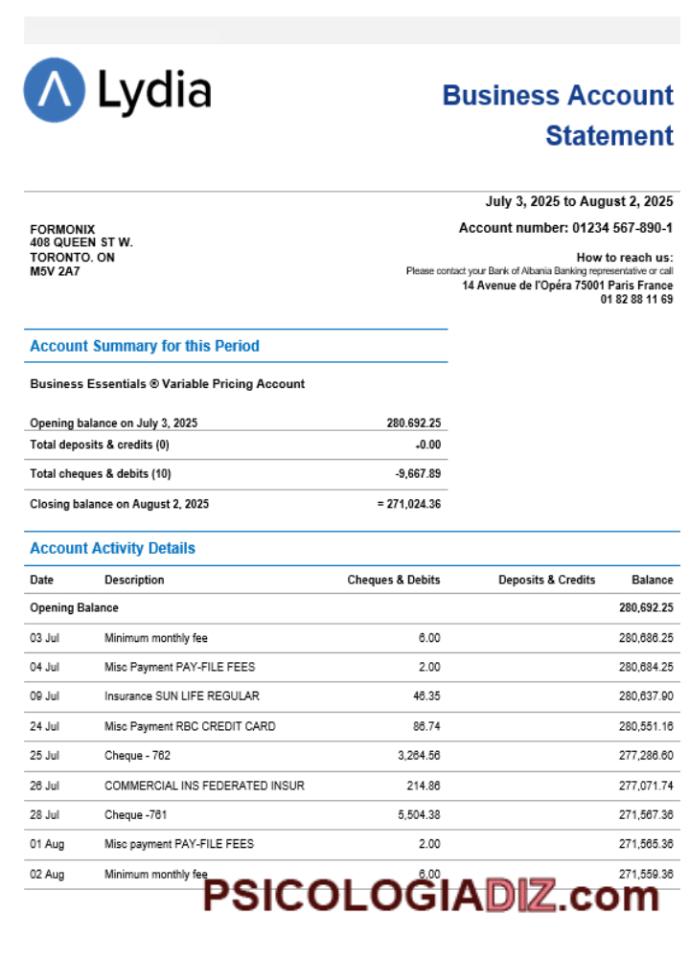 Lydia
Business Account
Statement
July 3, 2025 to August 2, 2025
Account number: 01234 567-890-1
FORMONIX
408 QUEEN ST W.
TORONTO. ON
M5V 2A7
How to reach us:
Please contact your Bank of Albania Banking representative or call
14 Avenue de l'Opéra 75001 Paris France
01 82 88 11 69
Account Summary for this Period
Business Essentials ® Variable Pricing Account
Opening balance on July 3, 2025 280.692.25
Total deposits & credits (0) +0.00
Total cheques & debits (10) -9,667.89
Closing balance on August 2, 2025 = 271,024.36
Account Activity Details
Date Description Cheques & Debits Deposits & Credits Balance
Opening Balance 280,692.25
03 Jul Minimum monthly fee 6.00 280,686.25
04 Jul Misc Payment PAY-FILE FEES 2.00 280,684.25
09 Jul Insurance SUN LIFE REGULAR 46.35 280,637.90
24 Jul Misc Payment RBC CREDIT CARD 86.74 280,551.16
25 Jul Cheque - 762 3,264.56 277,286.60
26 Jul COMMERCIAL INS FEDERATED INSUR 214.86 277,071.74
28 Jul Cheque -761 5,504.38 271,567.36
01 Aug Misc payment PAY-FILE FEES 2.00 271,565.36
02 Aug Minimum monthly fee 6.00 271,559.36
PSICOLOGIADIZ.com